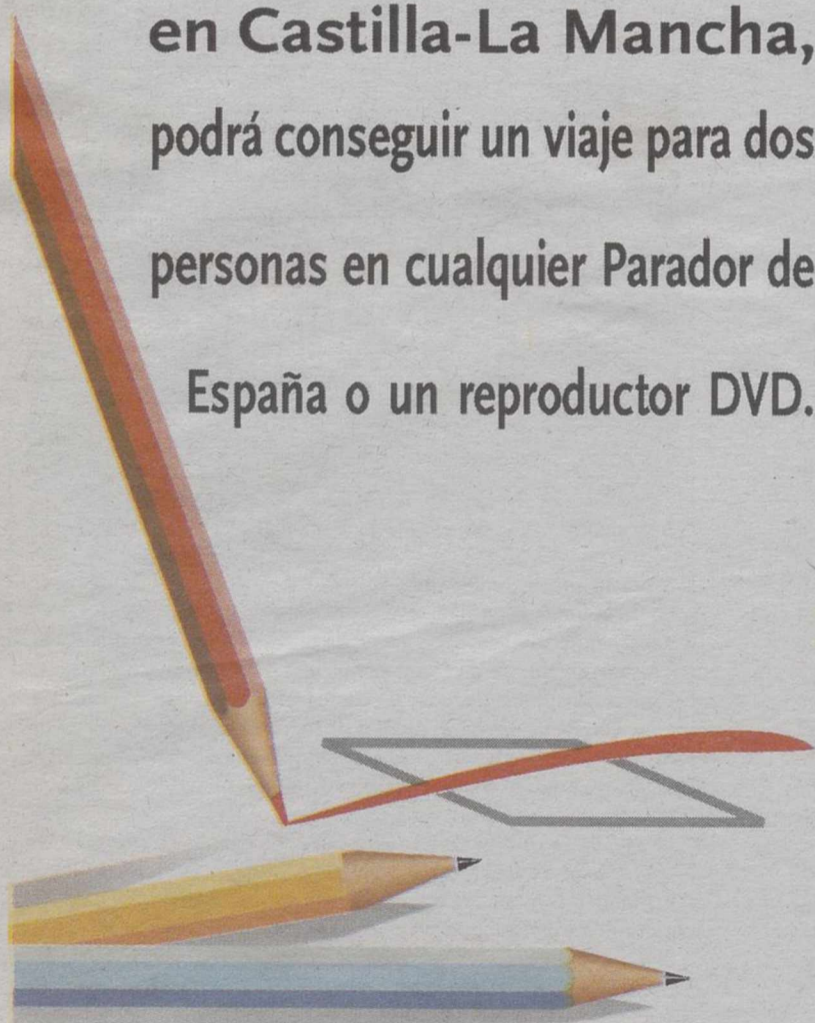 en Castilla-La Mancha,
podrá conseguir un viaje para dos
personas en cualquier Parador de
España o un reproductor DVD.